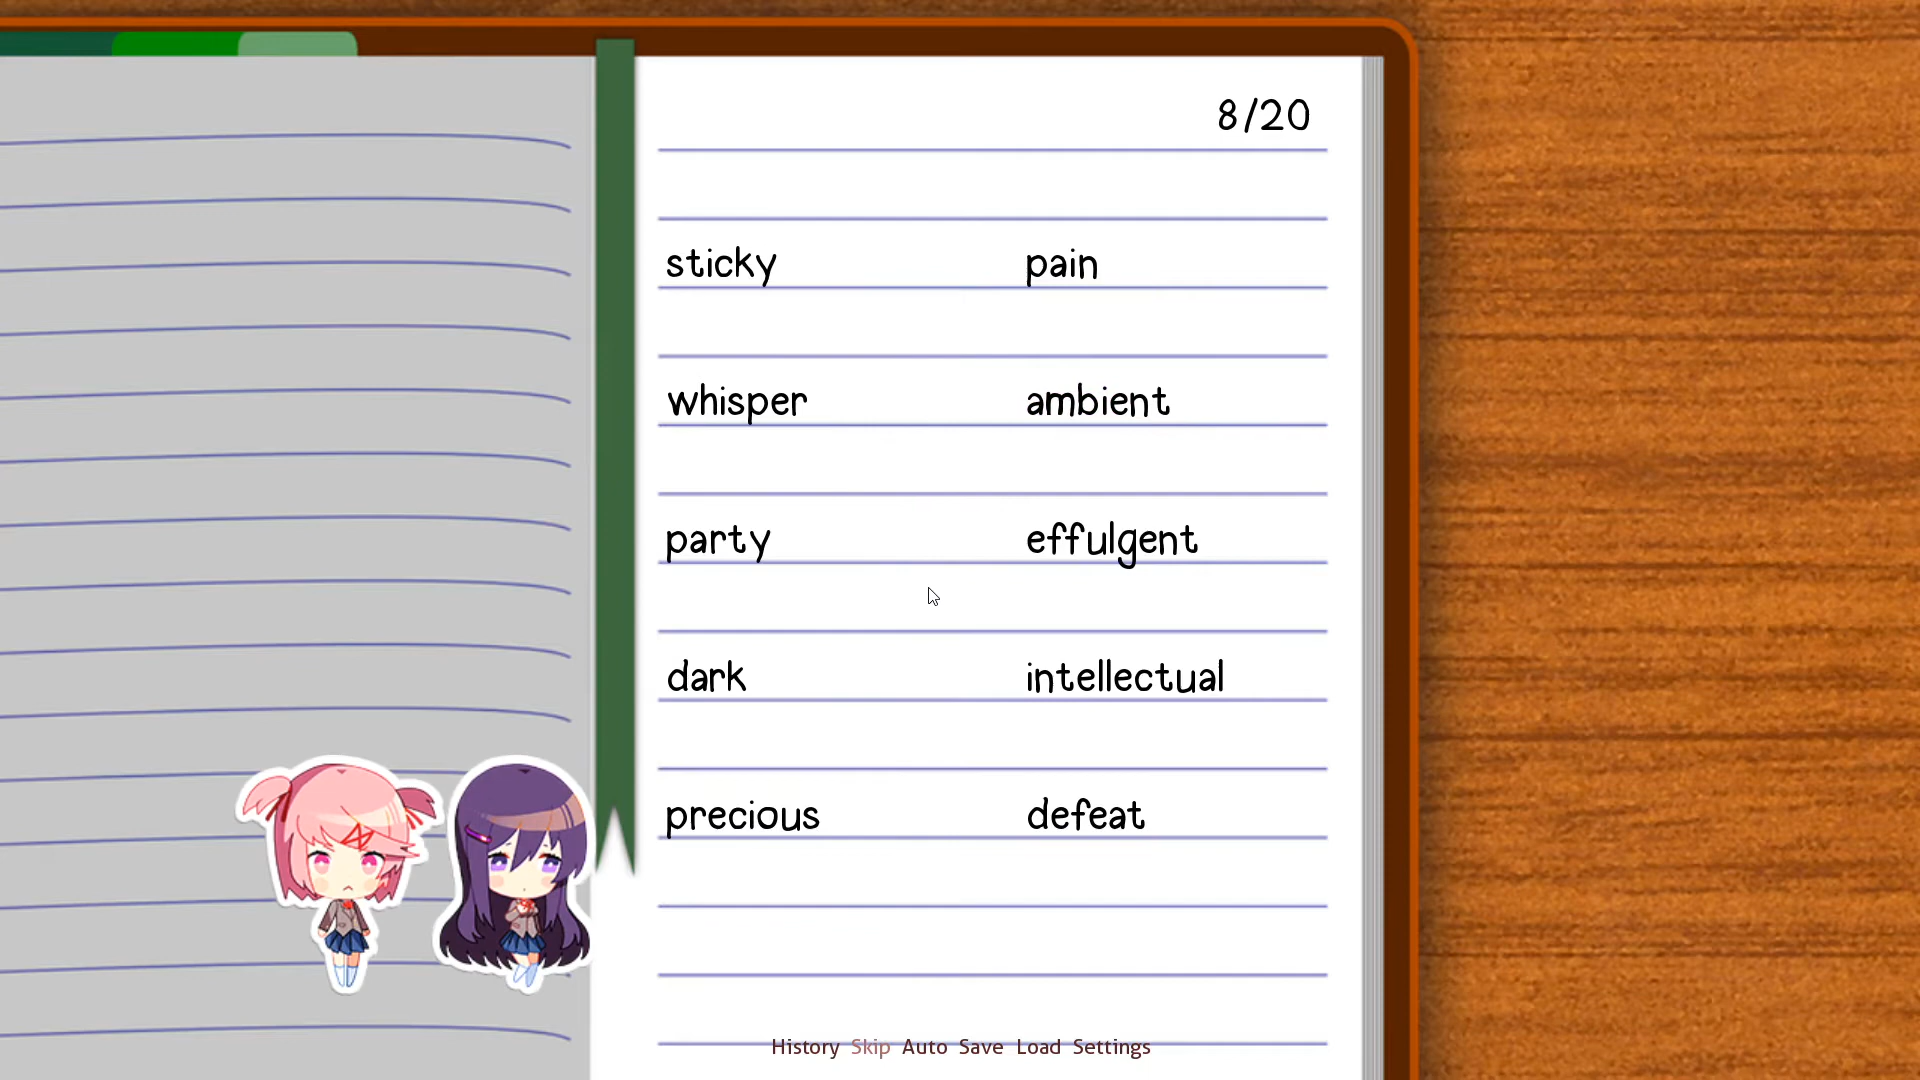 8/20
sticky pain
whisper ambient
party effulgent
dark intellectual
precious defeat
History Skip Auto Save Load Settings